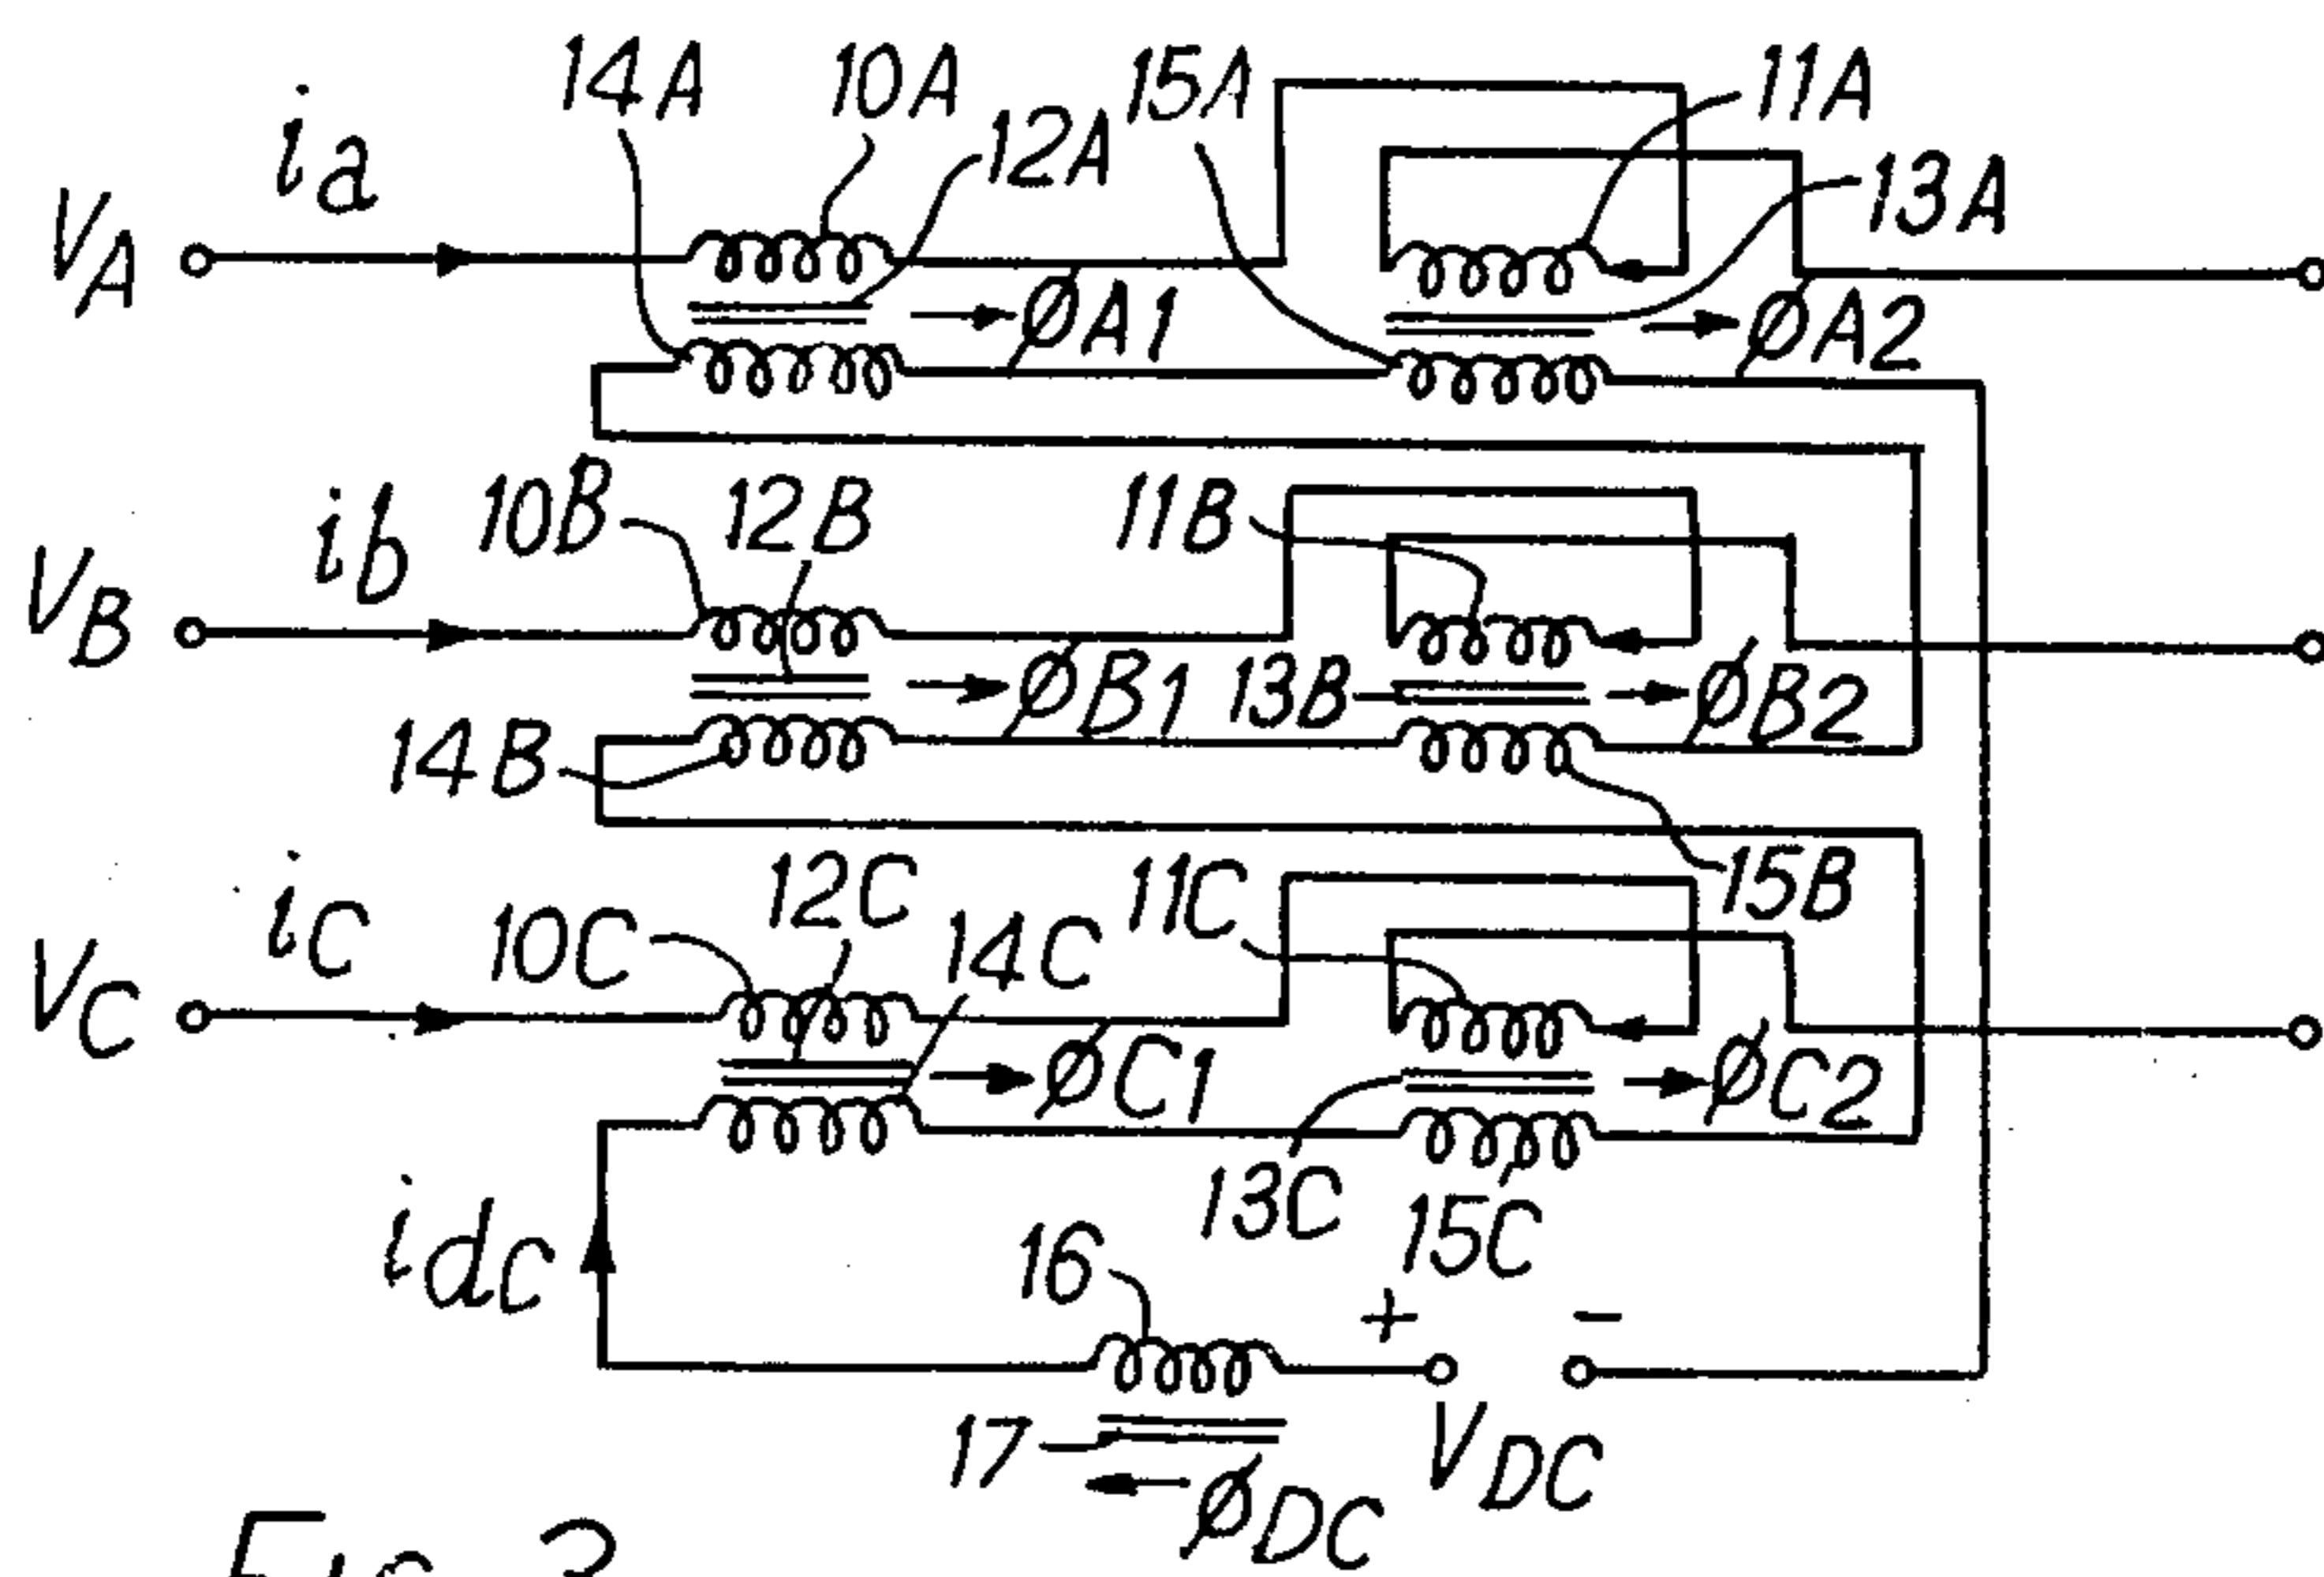 14A 10A 15A 11A
ia 12A 13A
VA
ØA1 ØA2
ib 10B 12B 11B
VB
ØB1 13B ØB2
14B
15B
ic 10C 12C 14C 11C
VC
ØC1 ØC2
13C 15C
idc 16 + -
17 VDC
ØDC